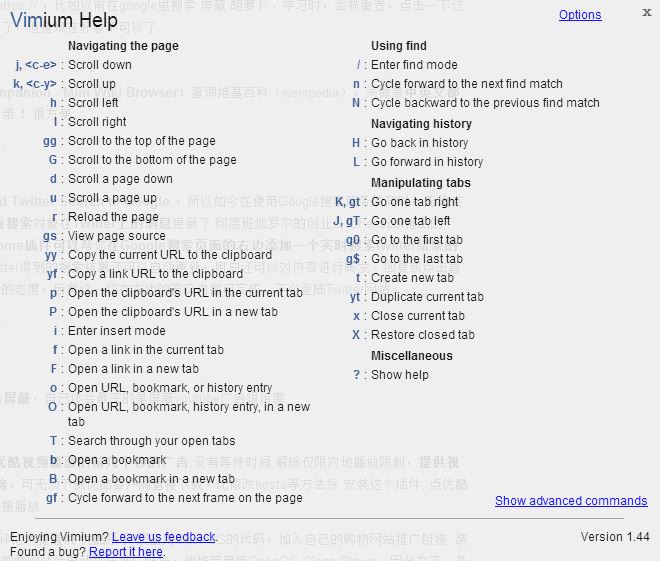 Vimium Help
Options
x
Navigating the page
j, <c-e> : Scroll down
k, <c-y> : Scroll up
h : Scroll left
l : Scroll right
gg : Scroll to the top of the page
G : Scroll to the bottom of the page
d : Scroll a page down
u : Scroll a page up
r : Reload the page
gs : View page source
yy : Copy the current URL to the clipboard
yf : Copy a link URL to the clipboard
p : Open the clipboard's URL in the current tab
P : Open the clipboard's URL in a new tab
i : Enter insert mode
f : Open a link in the current tab
F : Open a link in a new tab
o : Open URL, bookmark, or history entry
O : Open URL, bookmark, history entry, in a new
tab
T : Search through your open tabs
b : Open a bookmark
B : Open a bookmark in a new tab
gf : Cycle forward to the next frame on the page
Using find
/ : Enter find mode
n : Cycle forward to the next find match
N : Cycle backward to the previous find match
Navigating history
H : Go back in history
L : Go forward in history
Manipulating tabs
K, gt : Go one tab right
J, gT : Go one tab left
g0 : Go to the first tab
g$ : Go to the last tab
t : Create new tab
yt : Duplicate current tab
x : Close current tab
X : Restore closed tab
Miscellaneous
? : Show help
Show advanced commands
Enjoying Vimium? Leave us feedback.
Found a bug? Report it here.
Version 1.44